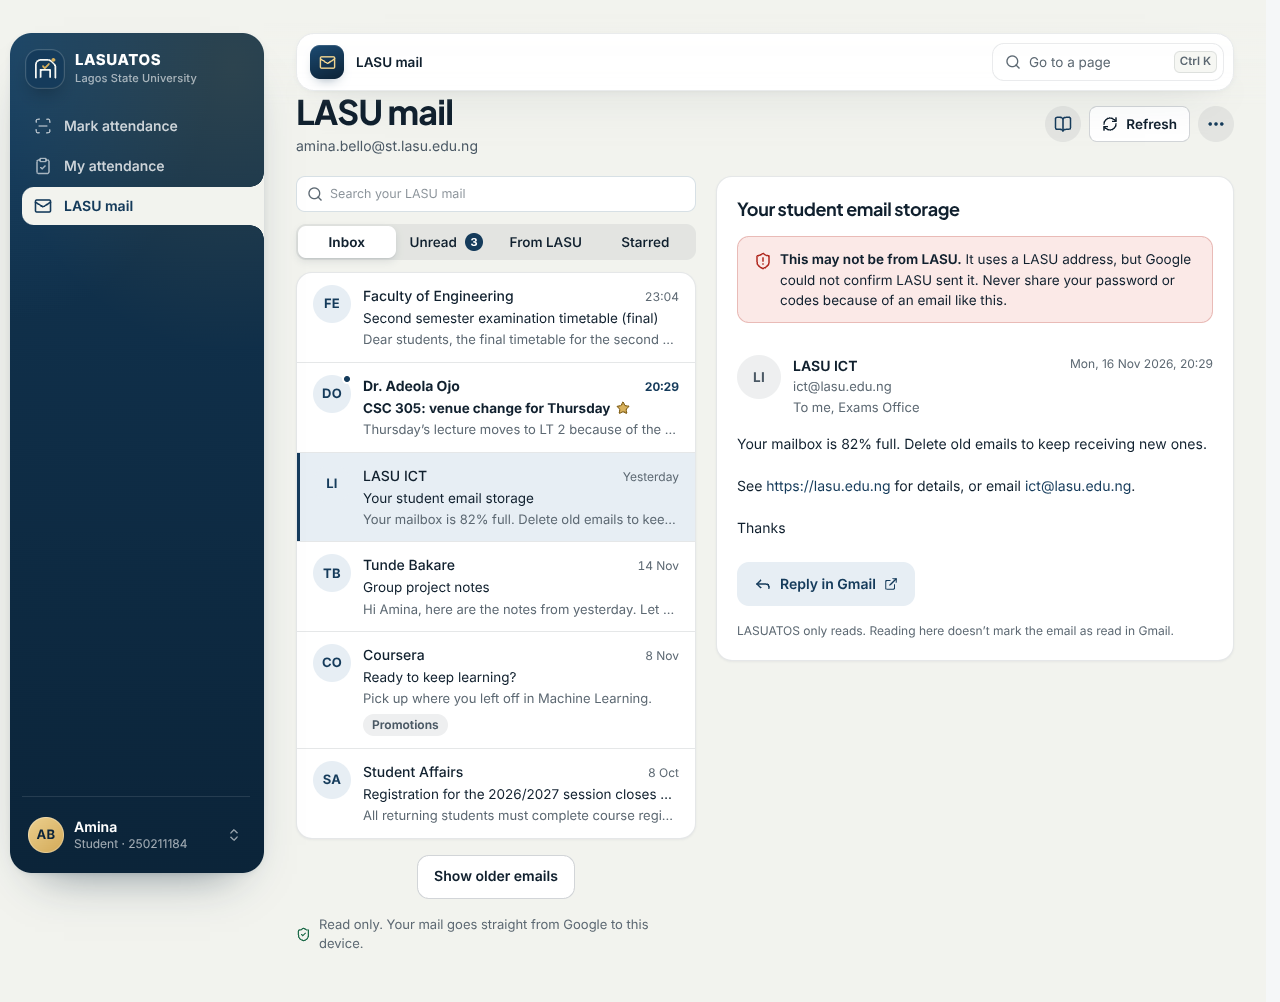 LASUATOS
Lagos State University
Mark attendance
My attendance
LASU mail
AB
Amina
Student · 250211184
LASU mail
Go to a page
Ctrl K
LASU mail
amina.bello@st.lasu.edu.ng
Refresh
Search your LASU mail
Inbox
Unread 3
From LASU
Starred
FE
Faculty of Engineering
23:04
Second semester examination timetable (final)
Dear students, the final timetable for the second ...
DO
Dr. Adeola Ojo
20:29
CSC 305: venue change for Thursday
Thursday’s lecture moves to LT 2 because of the ...
LI
LASU ICT
Yesterday
Your student email storage
Your mailbox is 82% full. Delete old emails to kee...
TB
Tunde Bakare
14 Nov
Group project notes
Hi Amina, here are the notes from yesterday. Let ...
CO
Coursera
8 Nov
Ready to keep learning?
Pick up where you left off in Machine Learning.
Promotions
SA
Student Affairs
8 Oct
Registration for the 2026/2027 session closes ...
All returning students must complete course regi...
Show older emails
Read only. Your mail goes straight from Google to this
device.
Your student email storage
This may not be from LASU. It uses a LASU address, but Google
could not confirm LASU sent it. Never share your password or
codes because of an email like this.
LI
LASU ICT
Mon, 16 Nov 2026, 20:29
ict@lasu.edu.ng
To me, Exams Office
Your mailbox is 82% full. Delete old emails to keep receiving new ones.
See https://lasu.edu.ng for details, or email ict@lasu.edu.ng.
Thanks
Reply in Gmail
LASUATOS only reads. Reading here doesn’t mark the email as read in Gmail.